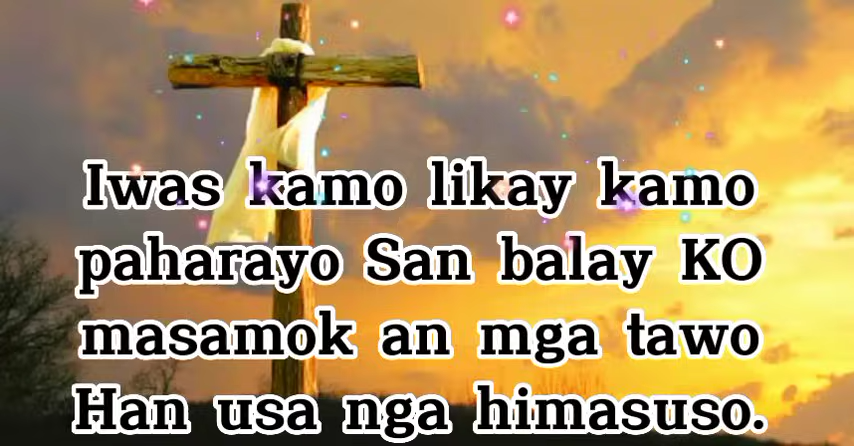 Iwas kamo likay kamo
paharayo San balay KO
masamok an mga tawo
Han usa nga himasuso.